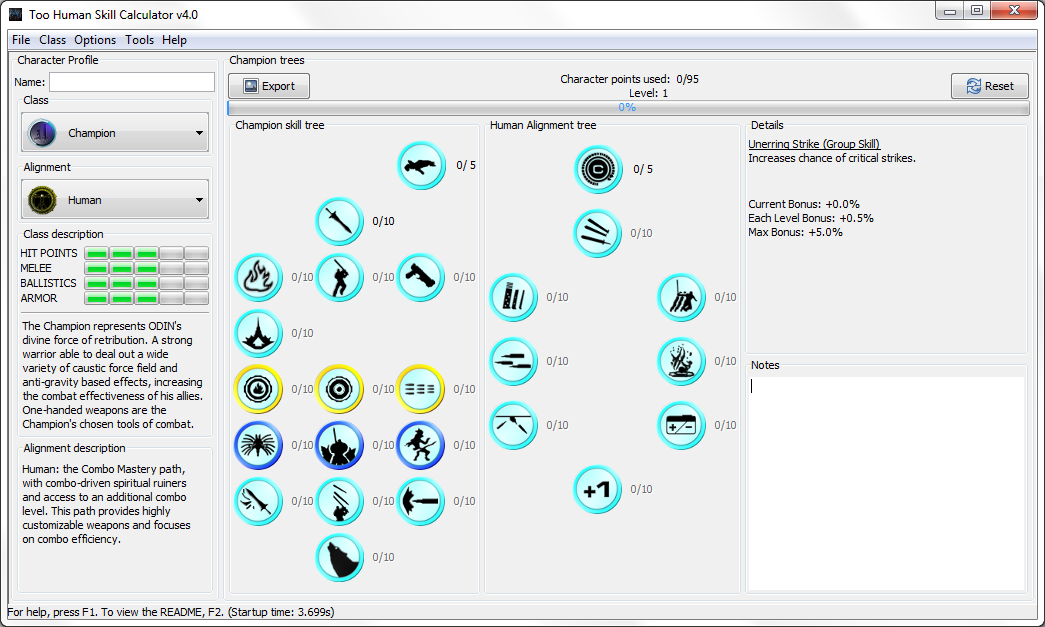 Too Human Skill Calculator v4.0
File Class Options Tools Help
Character Profile
Name:
Class
Champion
Alignment
Human
Class description
HIT POINTS
MELEE
BALLISTICS
ARMOR
The Champion represents ODIN's
divine force of retribution. A strong
warrior able to deal out a wide
variety of caustic force field and
anti-gravity based effects, increasing
the combat effectiveness of his allies.
One-handed weapons are the
Champion's chosen tools of combat.
Alignment description
Human: the Combo Mastery path,
with combo-driven spiritual ruiners
and access to an additional combo
level. This path provides highly
customizable weapons and focuses
on combo efficiency.
Champion trees
Export
Character points used: 0/95
Level: 1
Reset
0%
Champion skill tree
0/ 5
0/10
0/10 0/10 0/10
0/10
0/10 0/10 0/10
0/10 0/10 0/10
0/10 0/10 0/10
0/10
Human Alignment tree
C
0/ 5
0/10
0/10 0/10
0/10 0/10
0/10 +/- 0/10
+1 0/10
Details
Unerring Strike (Group Skill)
Increases chance of critical strikes.
Current Bonus: +0.0%
Each Level Bonus: +0.5%
Max Bonus: +5.0%
Notes
For help, press F1. To view the README, F2. (Startup time: 3.699s)